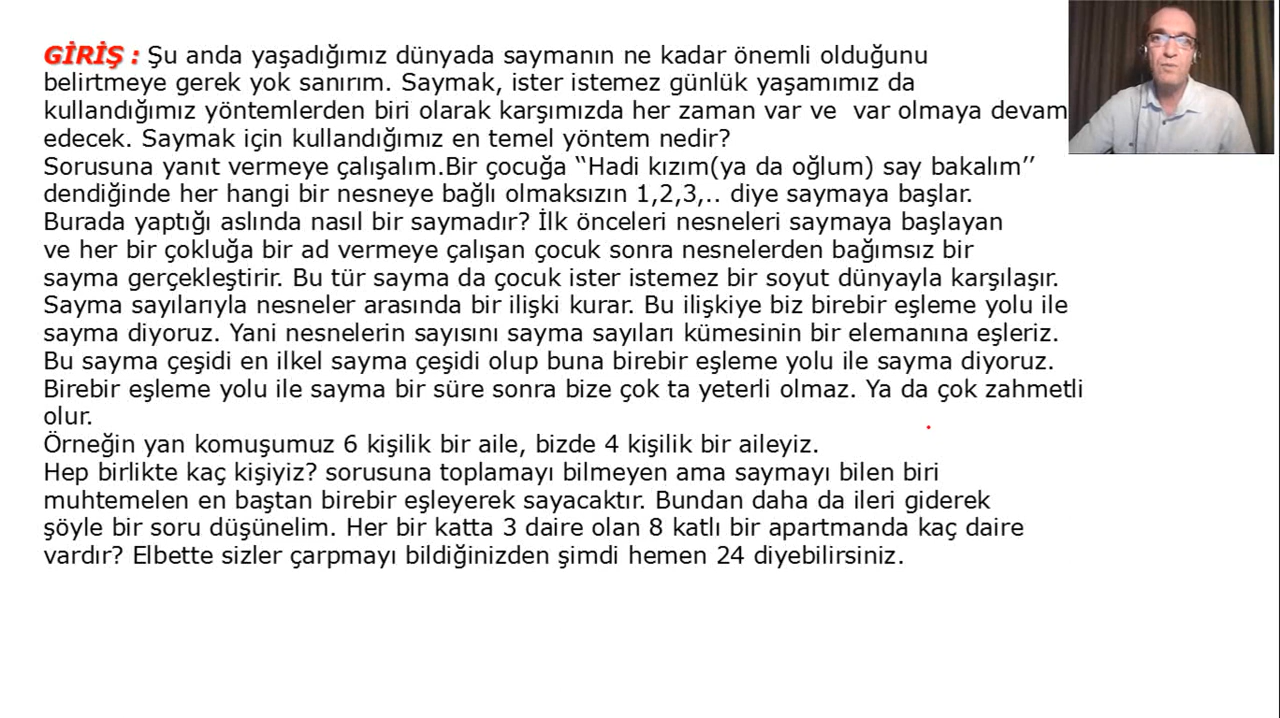 GİRİŞ : Şu anda yaşadığımız dünyada saymanın ne kadar önemli olduğunu
belirtmeye gerek yok sanırım. Saymak, ister istemez günlük yaşamımız da
kullandığımız yöntemlerden biri olarak karşımızda her zaman var ve  var olmaya devam
edecek. Saymak için kullandığımız en temel yöntem nedir?
Sorusuna yanıt vermeye çalışalım.Bir çocuğa ‘‘Hadi kızım(ya da oğlum) say bakalım’’
dendiğinde her hangi bir nesneye bağlı olmaksızın 1,2,3,.. diye saymaya başlar.
Burada yaptığı aslında nasıl bir saymadır? İlk önceleri nesneleri saymaya başlayan
ve her bir çokluğa bir ad vermeye çalışan çocuk sonra nesnelerden bağımsız bir
sayma gerçekleştirir. Bu tür sayma da çocuk ister istemez bir soyut dünyayla karşılaşır.
Sayma sayılarıyla nesneler arasında bir ilişki kurar. Bu ilişkiye biz birebir eşleme yolu ile
sayma diyoruz. Yani nesnelerin sayısını sayma sayıları kümesinin bir elemanına eşleriz.
Bu sayma çeşidi en ilkel sayma çeşidi olup buna birebir eşleme yolu ile sayma diyoruz.
Birebir eşleme yolu ile sayma bir süre sonra bize çok ta yeterli olmaz. Ya da çok zahmetli
olur.
Örneğin yan komuşumuz 6 kişilik bir aile, bizde 4 kişilik bir aileyiz.
Hep birlikte kaç kişiyiz? sorusuna toplamayı bilmeyen ama saymayı bilen biri
muhtemelen en baştan birebir eşleyerek sayacaktır. Bundan daha da ileri giderek
şöyle bir soru düşünelim. Her bir katta 3 daire olan 8 katlı bir apartmanda kaç daire
vardır? Elbette sizler çarpmayı bildiğinizden şimdi hemen 24 diyebilirsiniz.